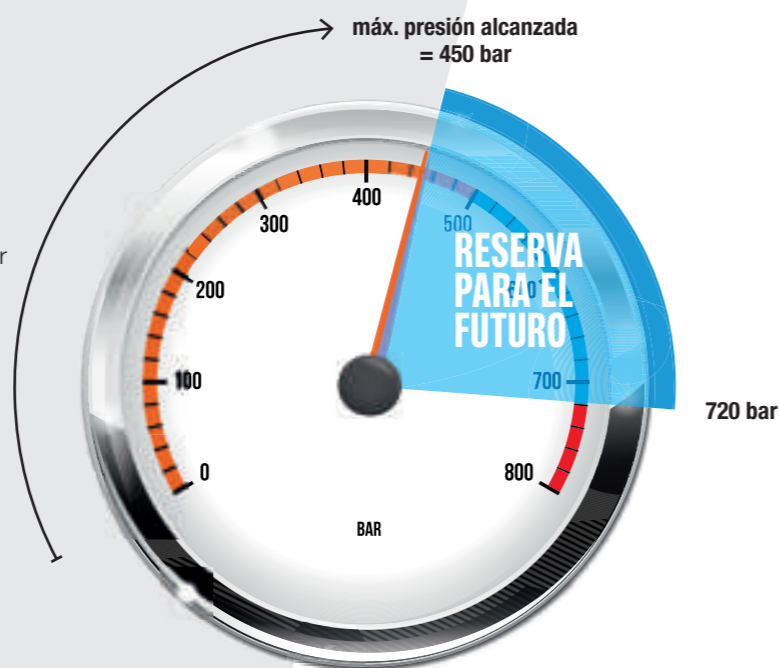 máx. presión alcanzada
= 450 bar
r
400
300
500
200
RESERVA
PARA EL
FUTURO
600
100
700
720 bar
0
800
BAR